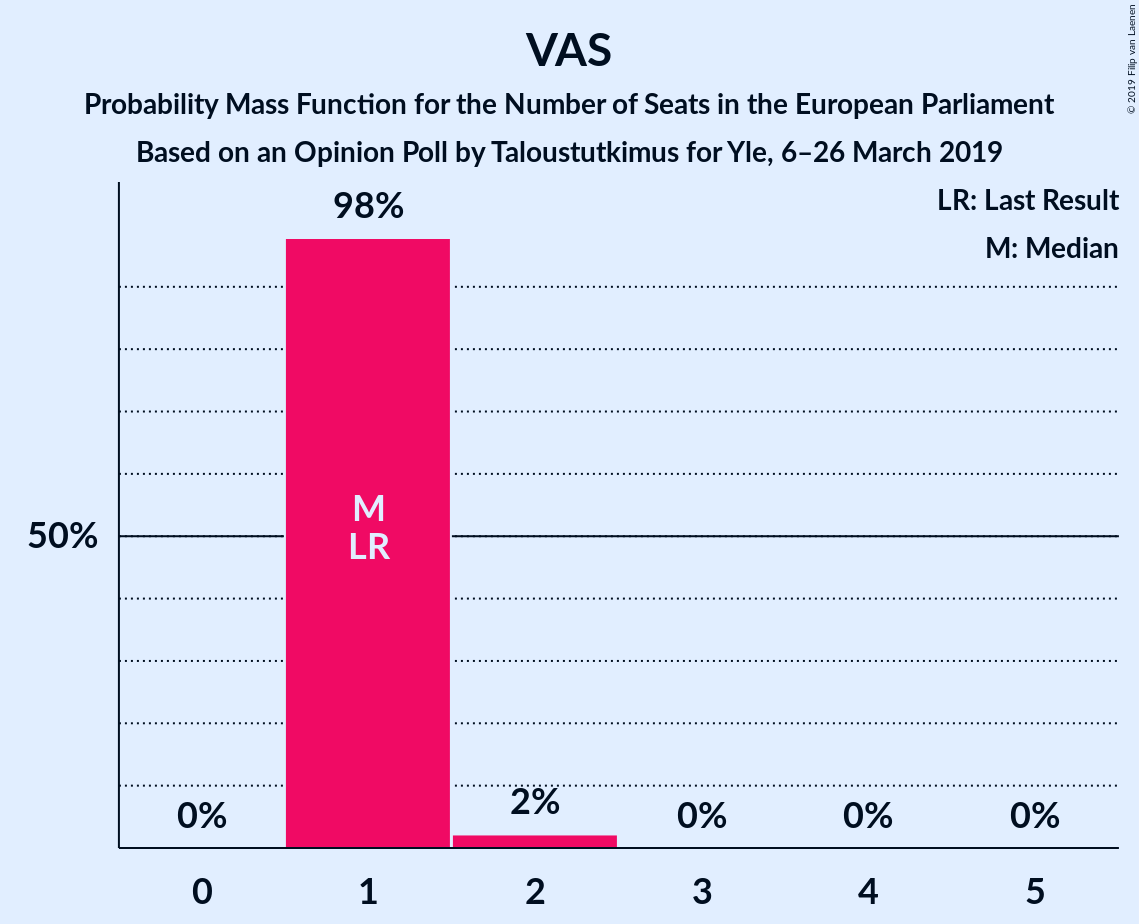 VAS
Probability Mass Function for the Number of Seats in the European Parliament
Based on an Opinion Poll by Taloustutkimus for Yle, 6–26 March 2019
© 2019 Filip van Laenen
LR: Last Result
M: Median
98%
M
LR
50%
0%
2%
0%
0%
0%
0
1
2
3
4
5